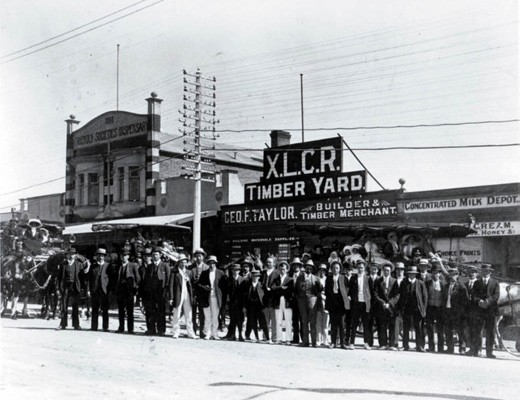 FRIENDLY SOCIETIES DISPENSARY
X.L.C.R.
TIMBER YARD.
GEO. F. TAYLOR.
BUILDER &
TIMBER MERCHANT.
CONCENTRATED MILK DEPOT.
CREAM.
HONEY &